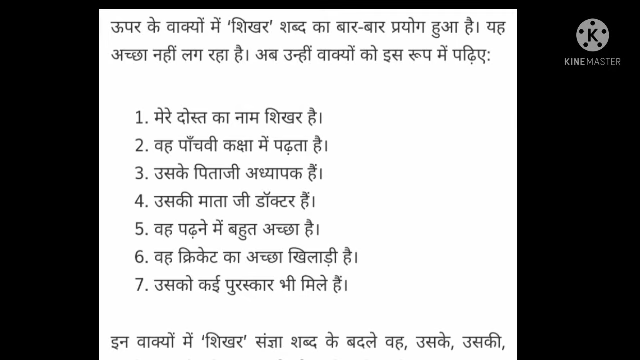 ऊपर के वाक्यों में 'शिखर' शब्द का बार-बार प्रयोग हुआ है। यह
अच्छा नहीं लग रहा है। अब उन्हीं वाक्यों को इस रूप में पढ़िए:
1. मेरे दोस्त का नाम शिखर है।
2. वह पाँचवी कक्षा में पढ़ता है।
3. उसके पिताजी अध्यापक हैं।
4. उसकी माता जी डॉक्टर हैं।
5. वह पढ़ने में बहुत अच्छा है।
6. वह क्रिकेट का अच्छा खिलाड़ी है।
7. उसको कई पुरस्कार भी मिले हैं।
इन वाक्यों में 'शिखर' संज्ञा शब्द के बदले वह, उसके, उसकी,
KINEMASTER